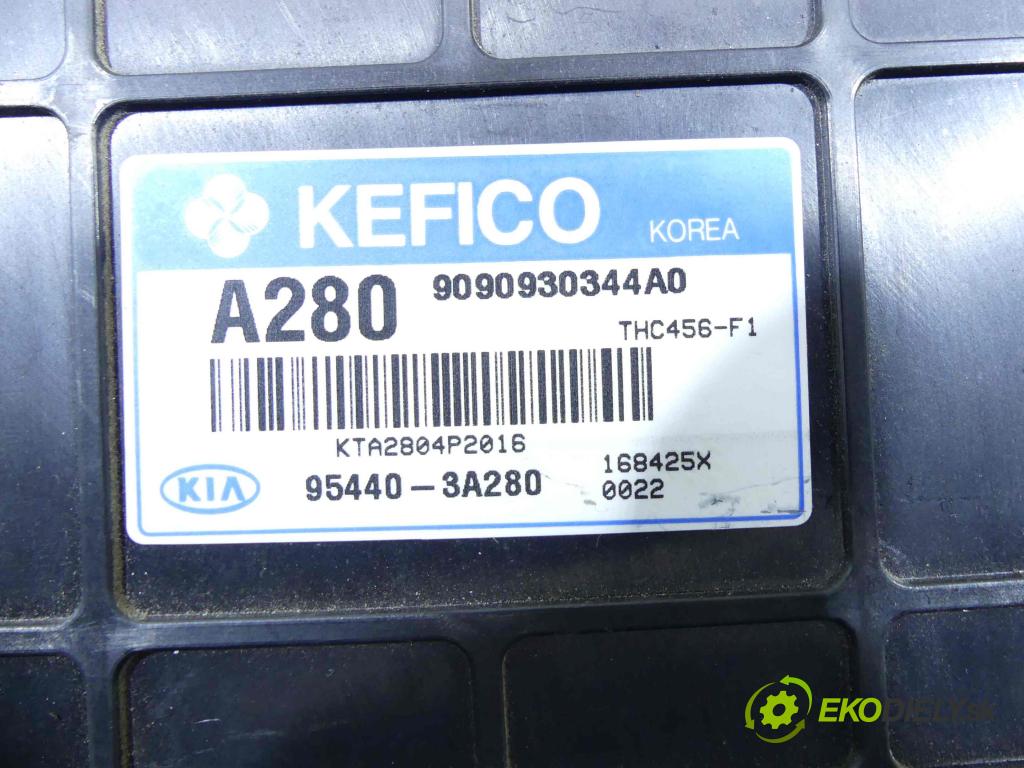 KEFICO KOREA
A280 9090930344A0
THC456-F1
KTA2804P2016
KIA 95440-3A280 168425X
0022
EKODIELY.sk